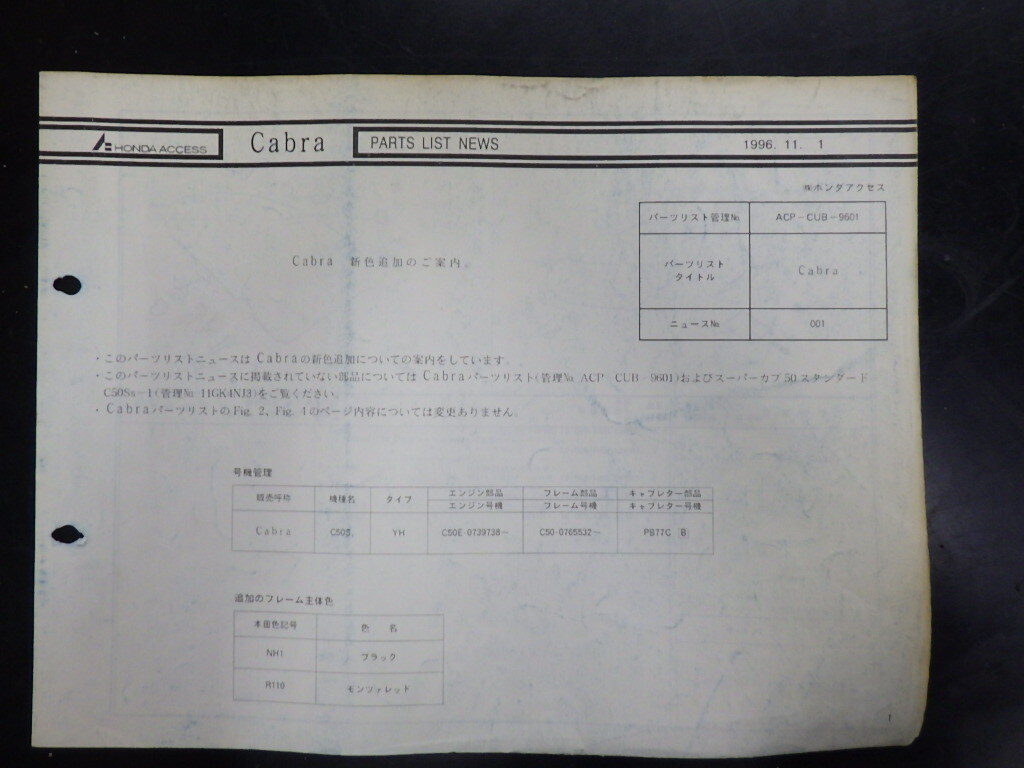 HONDA ACCESS Cabra PARTS LIST NEWS 1996. 11. 1
㈱ホンダアクセス
パーツリスト管理№ ACP－CUB－9601
パーツリスト
タイトル Cabra
ニュース№ 001
Cabra 新色追加のご案内。
・このパーツリストニュースは Cabraの新色追加についての案内をしています。
・このパーツリストニュースに掲載されていない部品については Cabraパーツリスト(管理№ ACP－CUB－9601)およびスーパーカブ50スタンダード
(管理№ 11GK4NJ3)をご覧ください。
・CabraパーツリストのFig. 2、Fig. 4のページ内容については変更ありません
号機管理
販売呼称 機種名 タイプ エンジン部品 フレーム部品 キャブレター部品
エンジン号機 フレーム号機 キャブレター号機
Cabra YH C50E-0739738～ C50-0765532～ PB77C B
追加のフレーム主体色
色 名
NH1 ブラック
R110 モンツァレッド
1